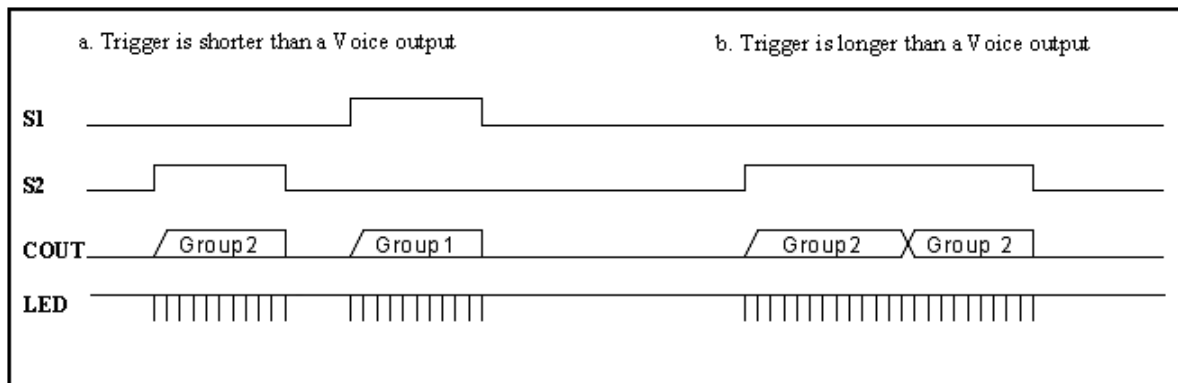 a. Trigger is shorter than a Voice output
b. Trigger is longer than a Voice output
S1
S2
COUT
Group2
Group1
Group2
Group 2
LED